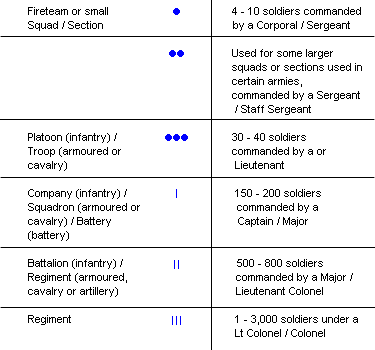 Fireteam or small
Squad / Section
●
4 - 10 soldiers commanded
by a Corporal / Sergeant
●●
Used for some larger
squads or sections used in
certain armies,
commanded by a Sergeant
/ Staff Sergeant
Platoon (infantry) /
Troop (armoured or
cavalry)
●●●
30 - 40 soldiers
commanded by a or
Lieutenant
Company (infantry) /
Squadron (armoured or
cavalry) / Battery
(battery)
|
150 - 200 soldiers
commanded by a
Captain / Major
Battalion (infantry) /
Regiment (armoured,
cavalry or artillery)
||
500 - 800 soldiers
commanded by a Major /
Lieutenant Colonel
Regiment
|||
1 - 3,000 soldiers under a
Lt Colonel / Colonel